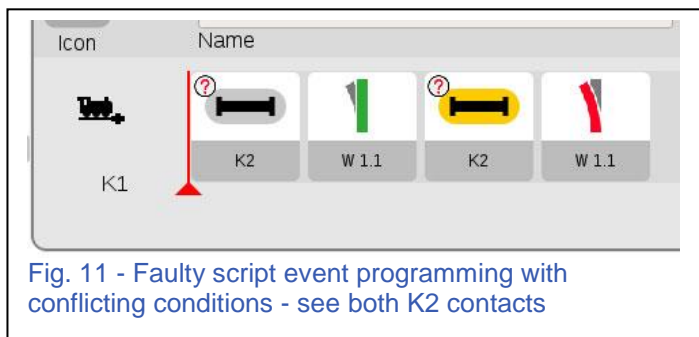 Icon
Name
? ?
K2 W 1.1 K2 W 1.1
K1
Fig. 11 - Faulty script event programming with
conflicting conditions - see both K2 contacts